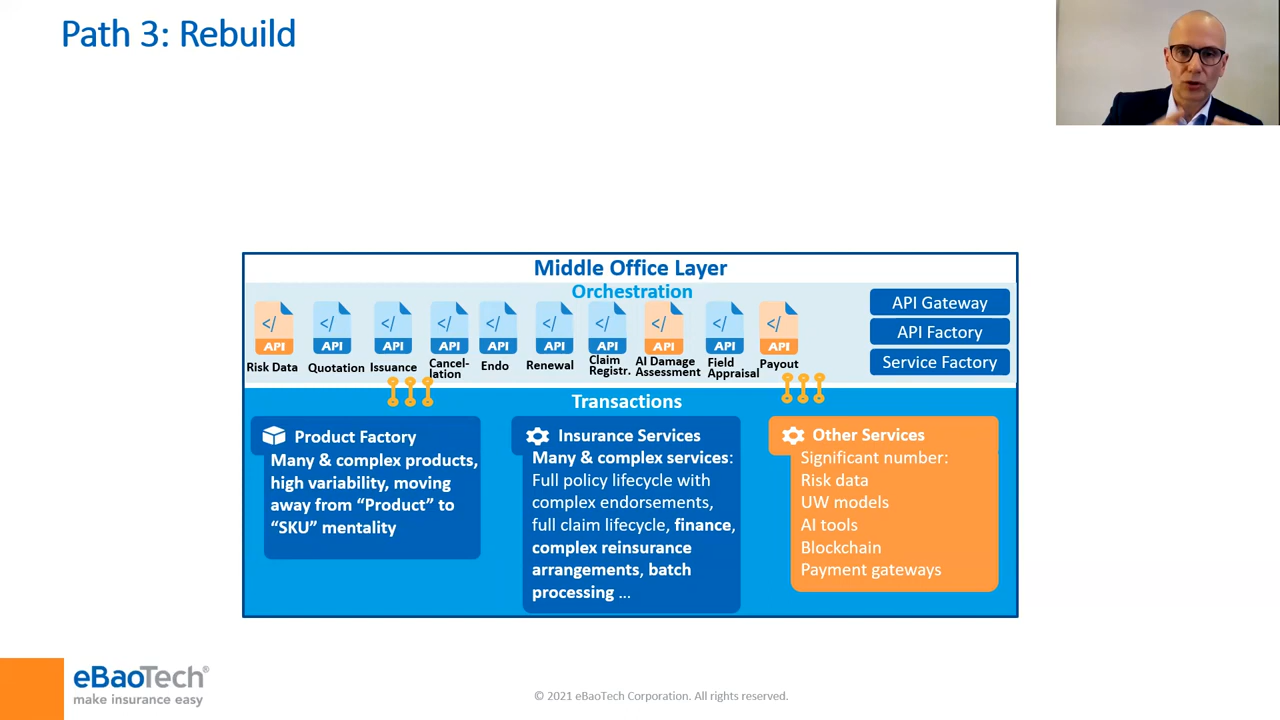 Path 3: Rebuild
Middle Office Layer
Orchestration
</> API Risk Data
</> API Quotation
</> API Issuance
</> API Cancel-
lation
</> API Endo
</> API Renewal
</> API Claim
Registr.
</> API AI Damage
Assessment
</> API Field
Appraisal
</> API Payout
API Gateway
API Factory
Service Factory
Transactions
Product Factory
Many & complex products,
high variability, moving
away from “Product” to
“SKU” mentality
Insurance Services
Many & complex services:
Full policy lifecycle with
complex endorsements,
full claim lifecycle, finance,
complex reinsurance
arrangements, batch
processing ...
Other Services
Significant number:
Risk data
UW models
AI tools
Blockchain
Payment gateways
eBaoTech®
make insurance easy
© 2021 eBaoTech Corporation. All rights reserved.